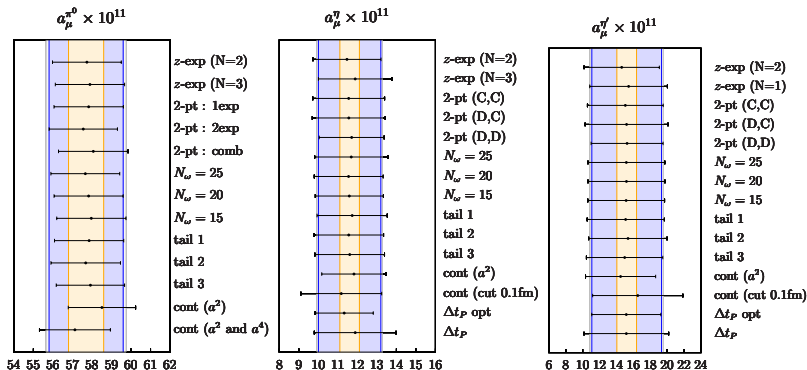 a_μ^{π^0} × 10^{11}
z-exp (N=2)
z-exp (N=3)
2-pt : 1exp
2-pt : 2exp
2-pt : comb
N_ω = 25
N_ω = 20
N_ω = 15
tail 1
tail 2
tail 3
cont (a²)
cont (a² and a⁴)
54 55 56 57 58 59 60 61 62
a_μ^η × 10^{11}
z-exp (N=2)
z-exp (N=3)
2-pt (C,C)
2-pt (D,C)
2-pt (D,D)
N_ω = 25
N_ω = 20
N_ω = 15
tail 1
tail 2
tail 3
cont (a²)
cont (cut 0.1fm)
Δt_P opt
Δt_P
8 9 10 11 12 13 14 15 16
a_μ^{η′} × 10^{11}
z-exp (N=2)
z-exp (N=1)
2-pt (C,C)
2-pt (D,C)
2-pt (D,D)
N_ω = 25
N_ω = 20
N_ω = 15
tail 1
tail 2
tail 3
cont (a²)
cont (cut 0.1fm)
Δt_P opt
Δt_P
6 8 10 12 14 16 18 20 22 24